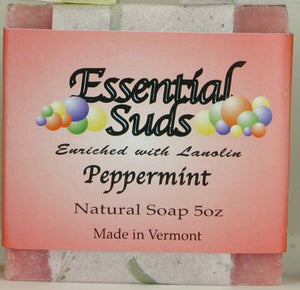 Essential
Suds
Enriched with Lanolin
Peppermint
Natural Soap 5oz
Made in Vermont